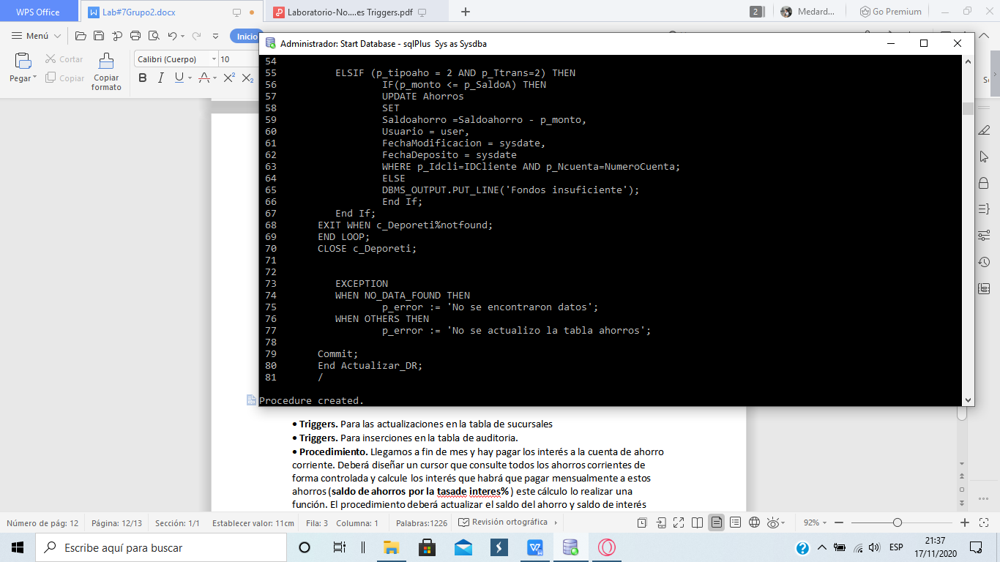 WPS Office
Lab#7Grupo2.docx
Laboratorio-No....es Triggers.pdf
2
Medard...
Go Premium
Menú
Inicio
Cortar
Pegar
Copiar
Copiar
formato
Calibri (Cuerpo)
10
B I U A X² X₂
Administrador: Start Database - sqlPlus Sys as Sysdba
54
55 ELSIF (p_tipoaho = 2 AND p_Ttrans=2) THEN
56 IF(p_monto <= p_SaldoA) THEN
57 UPDATE Ahorros
58 SET
59 Saldoahorro =Saldoahorro - p_monto,
60 Usuario = user,
61 FechaModificacion = sysdate,
62 FechaDeposito = sysdate
63 WHERE p_Idcli=IDCliente AND p_Ncuenta=NumeroCuenta;
64 ELSE
65 DBMS_OUTPUT.PUT_LINE('Fondos insuficiente');
66 End If;
67 End If;
68 EXIT WHEN c_Deporeti%notfound;
69 END LOOP;
70 CLOSE c_Deporeti;
71
72
73 EXCEPTION
74 WHEN NO_DATA_FOUND THEN
75 p_error := 'No se encontraron datos';
76 WHEN OTHERS THEN
77 p_error := 'No se actualizo la tabla ahorros';
78
79 Commit;
80 End Actualizar_DR;
81 /
Procedure created.
• Triggers. Para las actualizaciones en la tabla de sucursales
• Triggers. Para inserciones en la tabla de auditoria.
• Procedimiento. Llegamos a fin de mes y hay pagar los interés a la cuenta de ahorro
corriente. Deberá diseñar un cursor que consulte todos los ahorros corrientes de
forma controlada y calcule los interés que habrá que pagar mensualmente a estos
ahorros (saldo de ahorros por la tasade interes% ) este cálculo lo realizar una
función. El procedimiento deberá actualizar el saldo del ahorro y saldo de interés
Número de pág: 12
Página: 12/13
Sección: 1/1
Establecer valor: 11cm
Fila: 3
Columna: 1
Palabras:1226
Revisión ortográfica
92%
Escribe aquí para buscar
ESP
21:37
17/11/2020